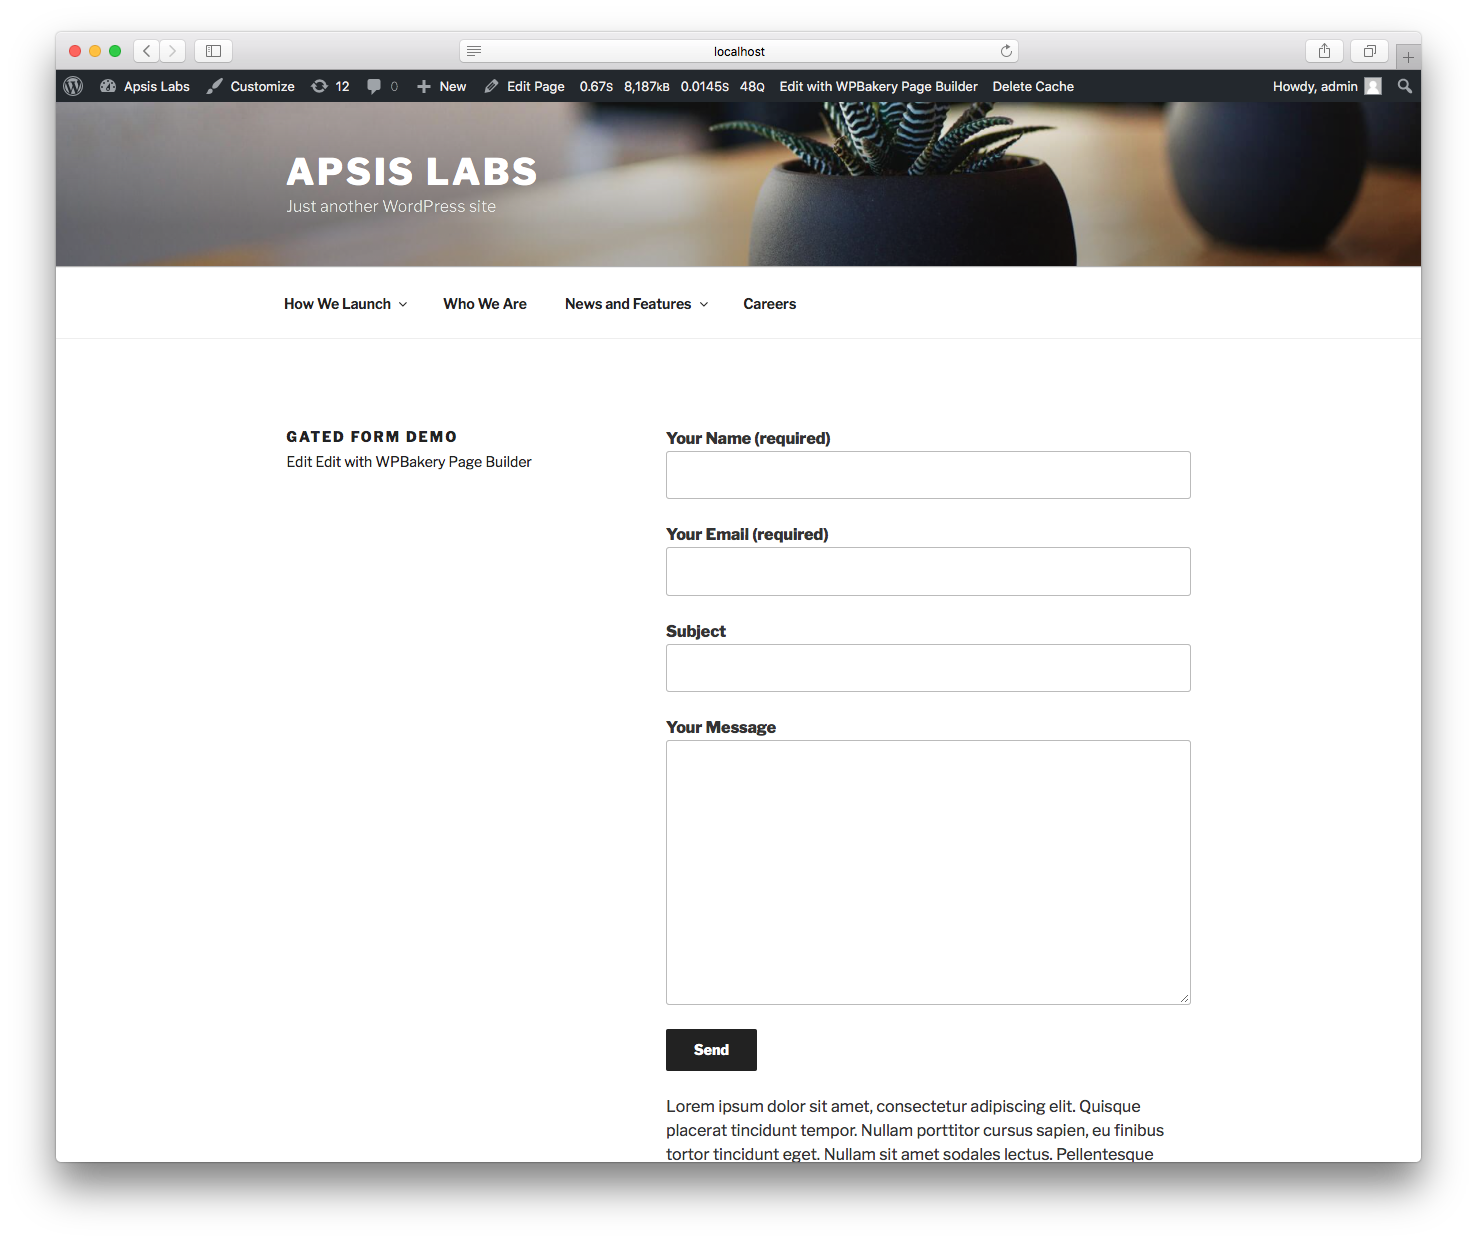 localhost
Apsis Labs Customize 12 0 New Edit Page 0.67S 8,187KB 0.0145S 48Q Edit with WPBakery Page Builder Delete Cache Howdy, admin
APSIS LABS
Just another WordPress site
How We Launch Who We Are News and Features Careers
GATED FORM DEMO
Edit Edit with WPBakery Page Builder
Your Name (required)
Your Email (required)
Subject
Your Message
Send
Lorem ipsum dolor sit amet, consectetur adipiscing elit. Quisque
placerat tincidunt tempor. Nullam porttitor cursus sapien, eu finibus
tortor tincidunt eget. Nullam sit amet sodales lectus. Pellentesque